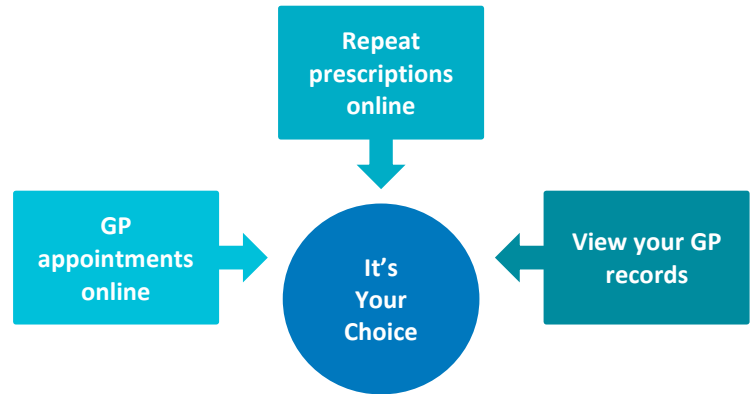 Repeat
prescriptions
online
GP
appointments
online
It’s
Your
Choice
View your GP
records